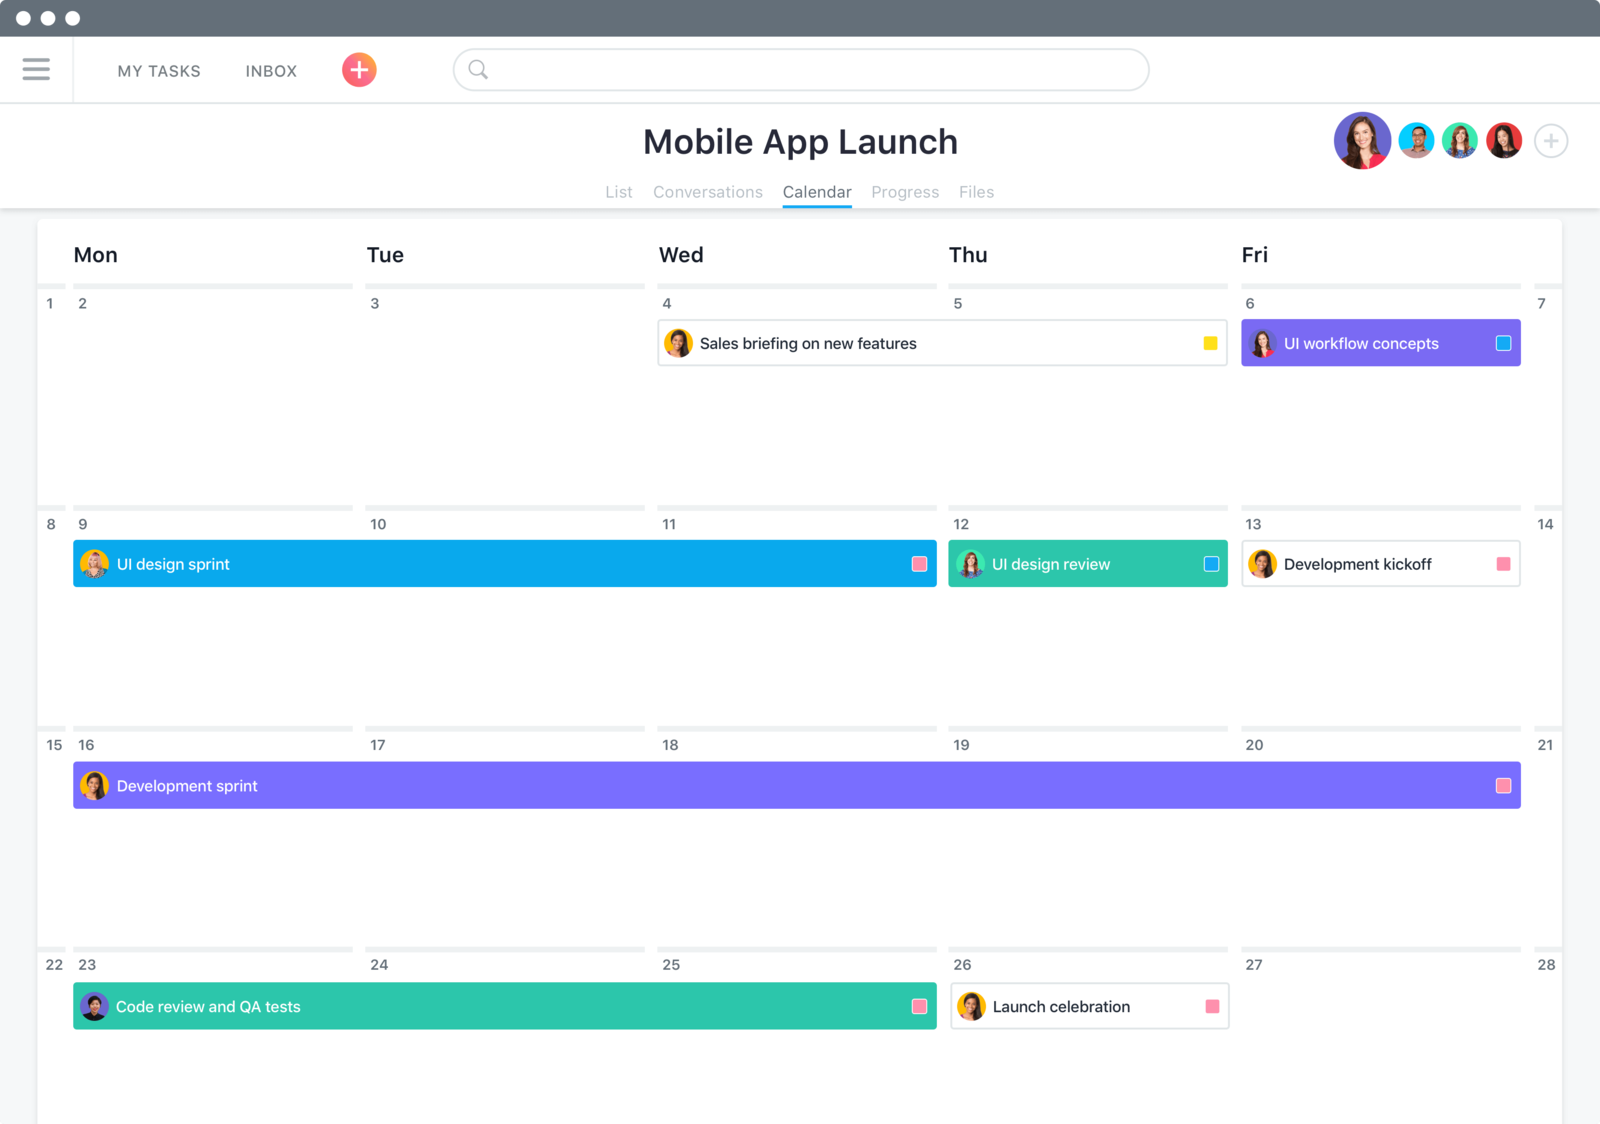 MY TASKS INBOX
Mobile App Launch
List Conversations Calendar Progress Files
Mon Tue Wed Thu Fri
1 2 3 4 5 6 7
Sales briefing on new features UI workflow concepts
8 9 10 11 12 13 14
UI design sprint UI design review Development kickoff
15 16 17 18 19 20 21
Development sprint
22 23 24 25 26 27 28
Code review and QA tests Launch celebration